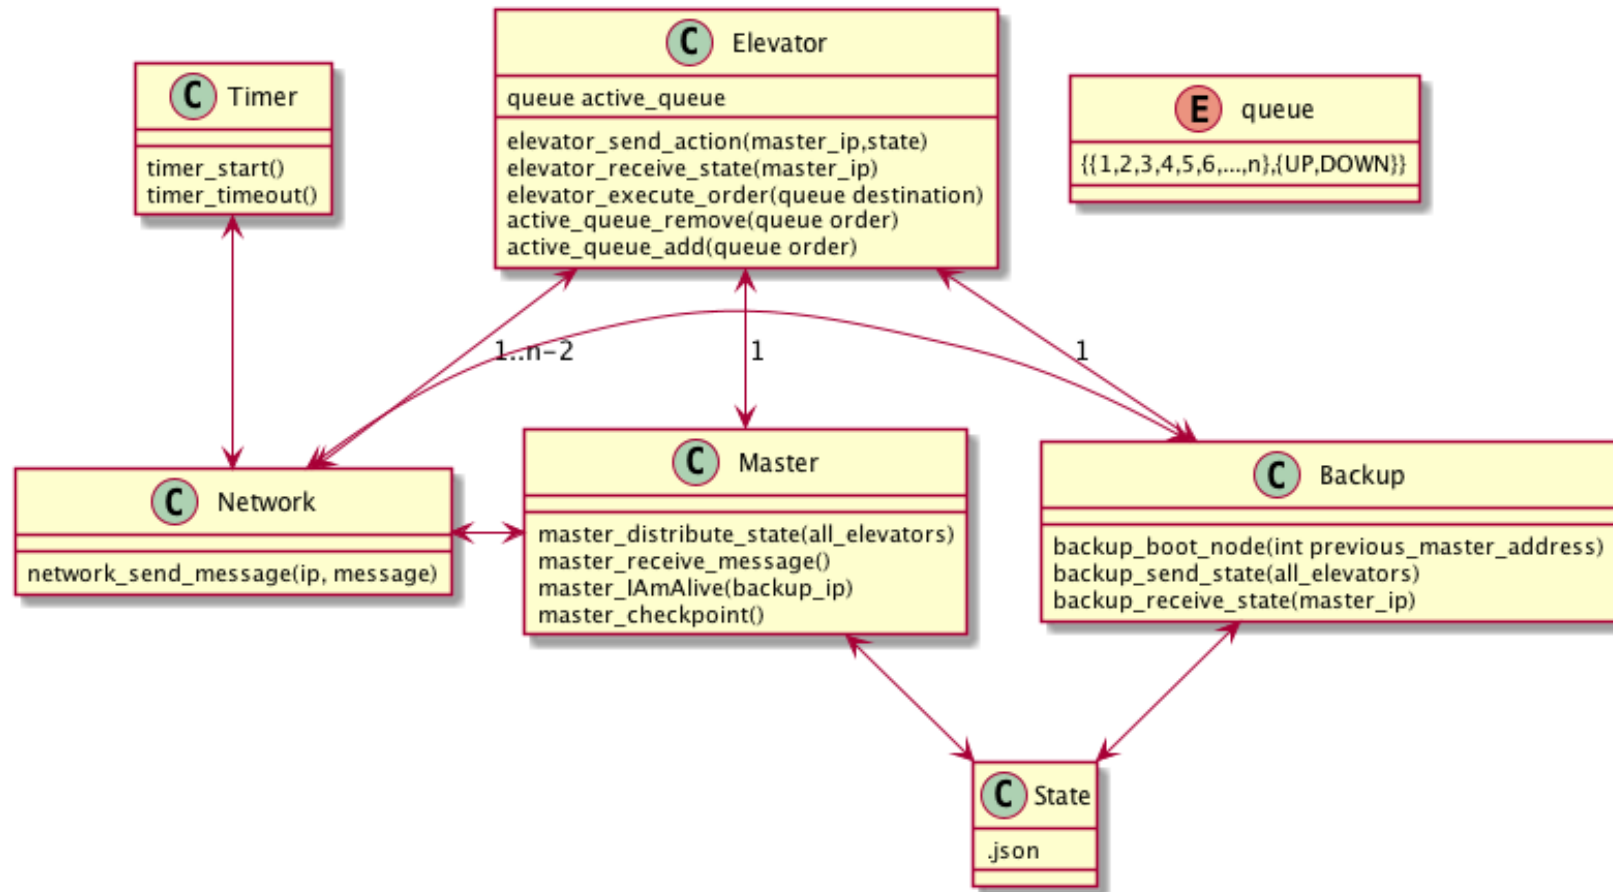 C Elevator
queue active_queue
elevator_send_action(master_ip,state)
elevator_receive_state(master_ip)
elevator_execute_order(queue destination)
active_queue_remove(queue order)
active_queue_add(queue order)
C Timer
timer_start()
timer_timeout()
E queue
{{1,2,3,4,5,6,...,n},{UP,DOWN}}
1..n-2
1
1
C Network
network_send_message(ip, message)
C Master
master_distribute_state(all_elevators)
master_receive_message()
master_IAmAlive(backup_ip)
master_checkpoint()
C Backup
backup_boot_node(int previous_master_address)
backup_send_state(all_elevators)
backup_receive_state(master_ip)
C State
.json